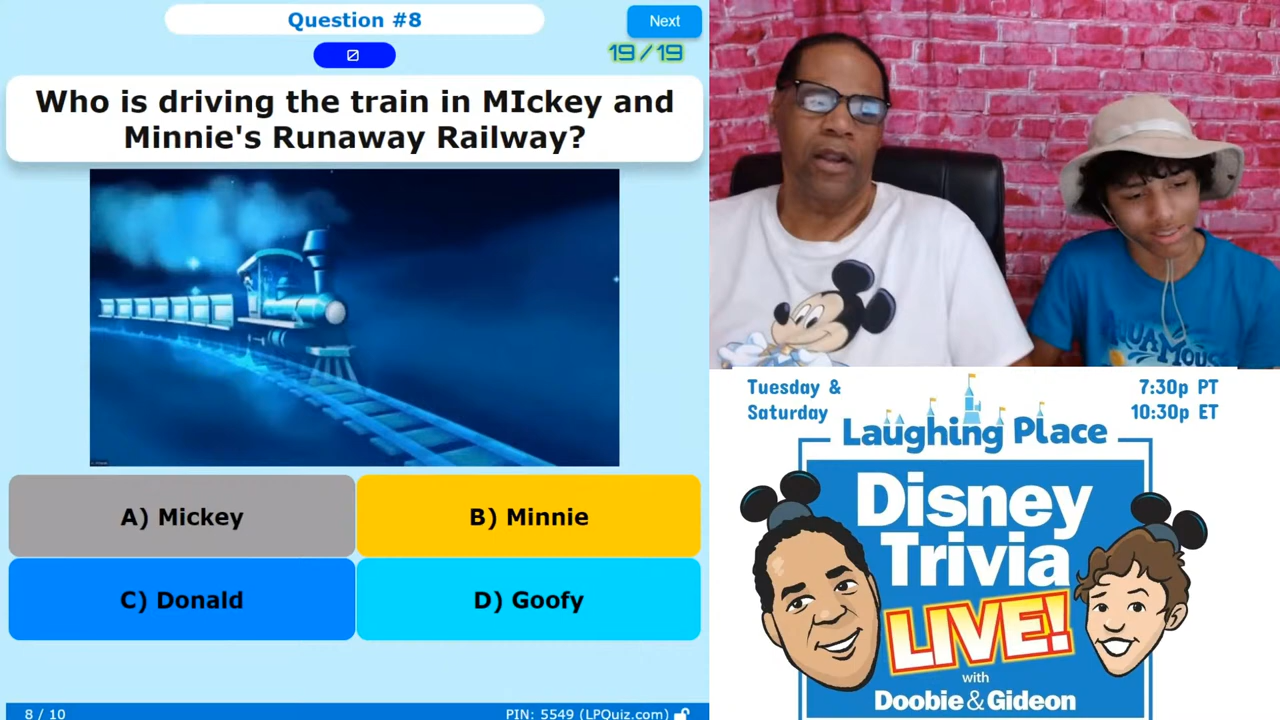 Question #8
Next
19/19
Who is driving the train in MIckey and
Minnie's Runaway Railway?
A) Mickey
B) Minnie
C) Donald
D) Goofy
8 / 10
PIN: 5549 (LPQuiz.com)
Tuesday &
Saturday
7:30p PT
10:30p ET
Laughing Place
Disney
Trivia
LIVE!
with
Doobie & Gideon